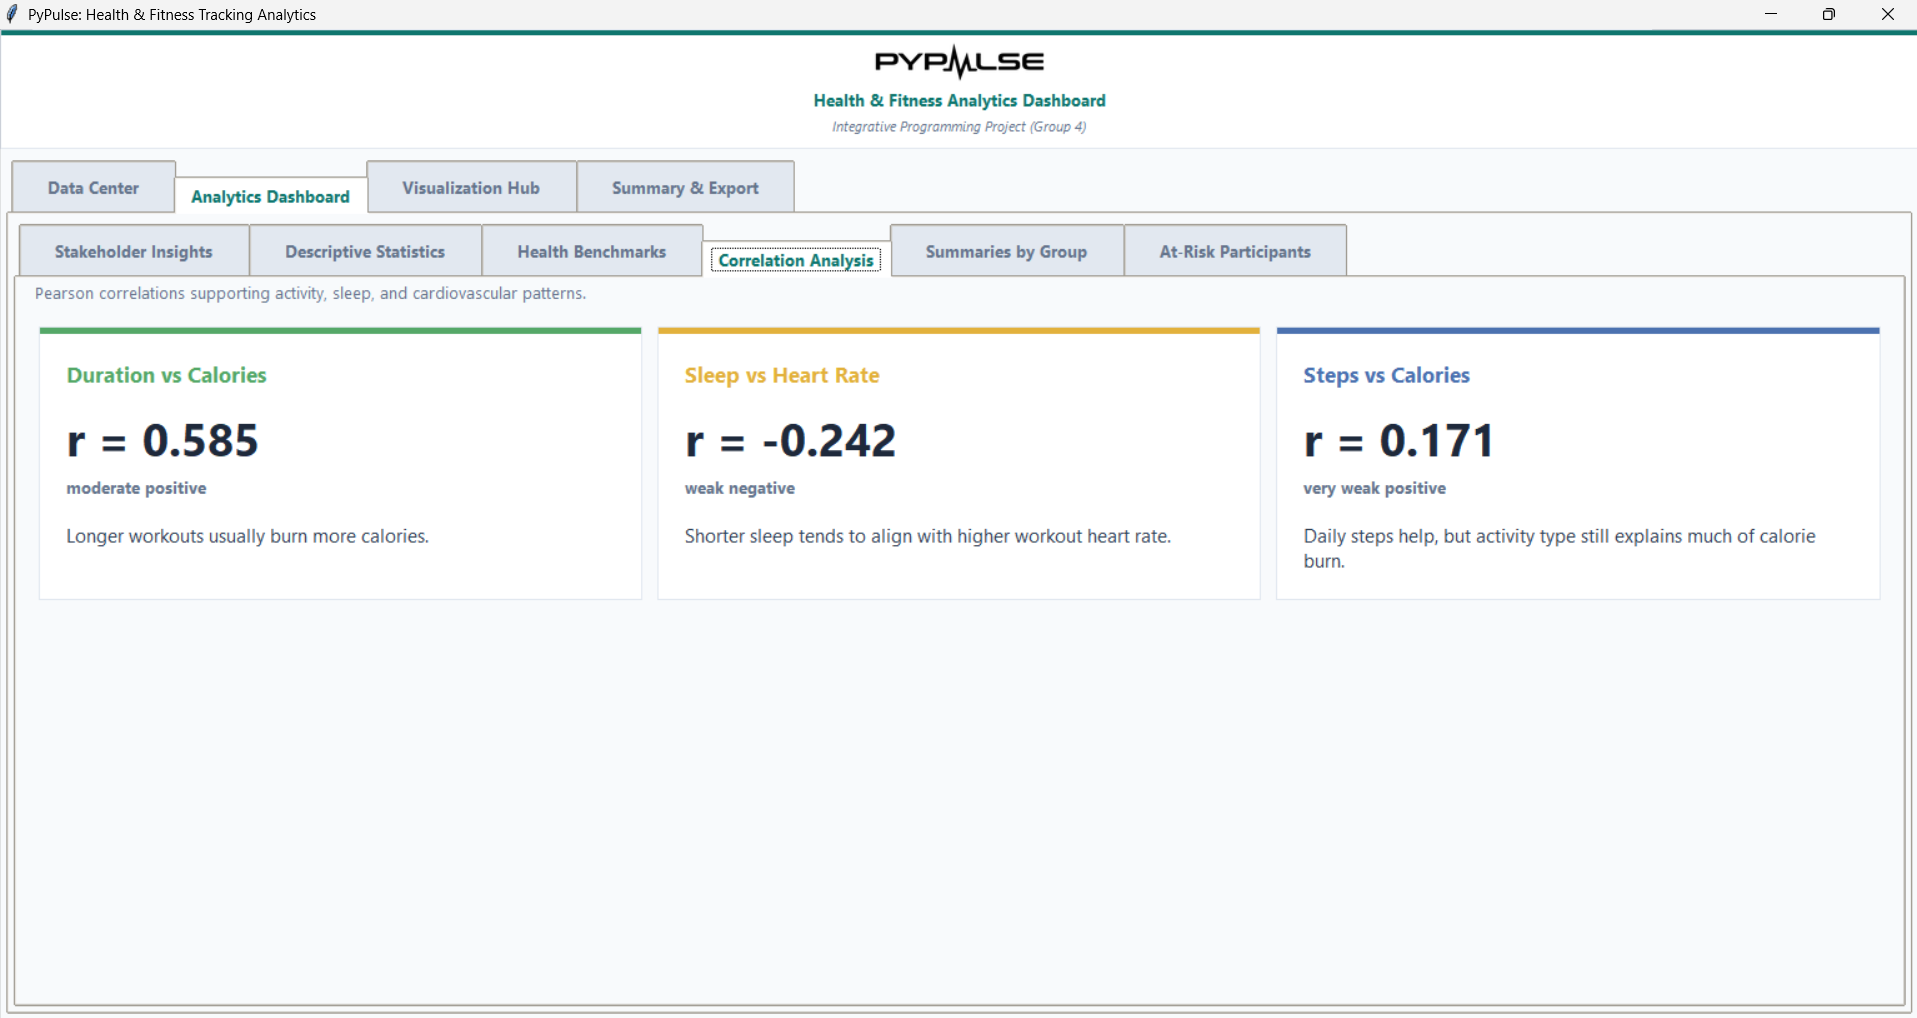 PyPulse: Health & Fitness Tracking Analytics
PYPULSE
Health & Fitness Analytics Dashboard
Integrative Programming Project (Group 4)
Data Center
Analytics Dashboard
Visualization Hub
Summary & Export
Stakeholder Insights
Descriptive Statistics
Health Benchmarks
Correlation Analysis
Summaries by Group
At-Risk Participants
Pearson correlations supporting activity, sleep, and cardiovascular patterns.
Duration vs Calories
r = 0.585
moderate positive
Longer workouts usually burn more calories.
Sleep vs Heart Rate
r = -0.242
weak negative
Shorter sleep tends to align with higher workout heart rate.
Steps vs Calories
r = 0.171
very weak positive
Daily steps help, but activity type still explains much of calorie
burn.